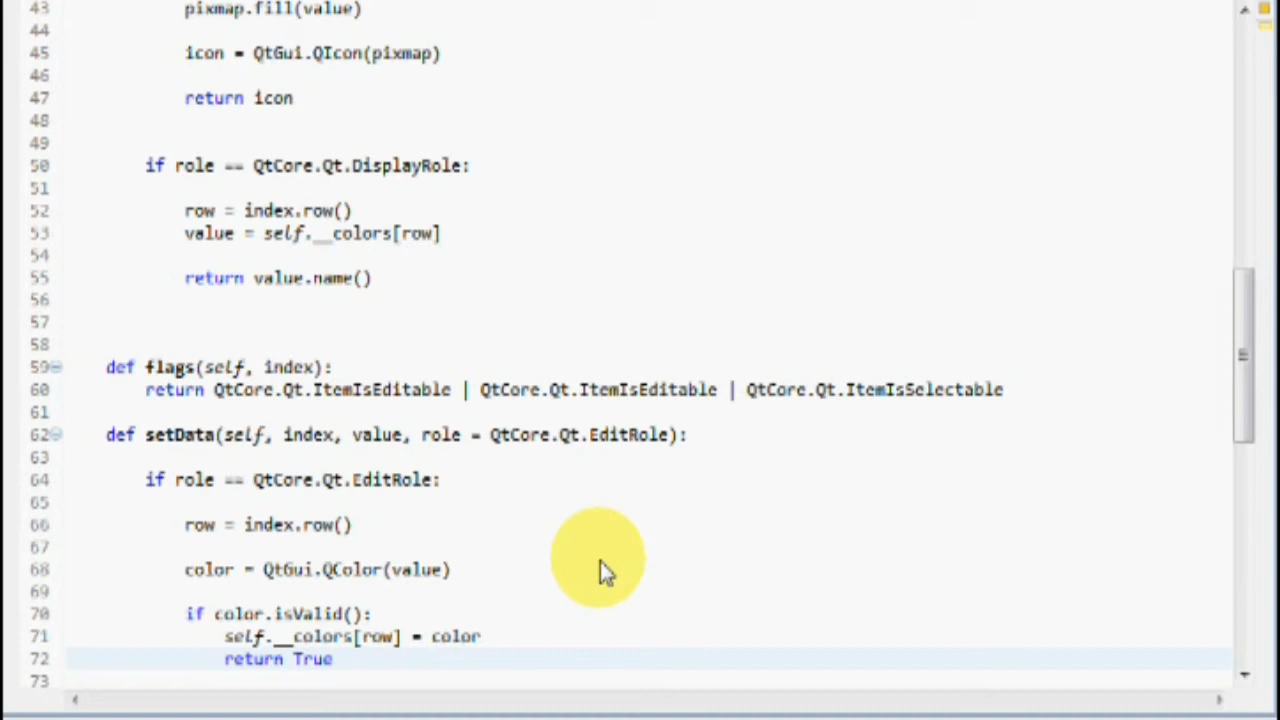 43 pixmap.fill(value)
44
45 icon = QtGui.QIcon(pixmap)
46
47 return icon
48
49
50 if role == QtCore.Qt.DisplayRole:
51
52 row = index.row()
53 value = self.__colors[row]
54
55 return value.name()
56
57
58
59 def flags(self, index):
60 return QtCore.Qt.ItemIsEditable | QtCore.Qt.ItemIsEditable | QtCore.Qt.ItemIsSelectable
61
62 def setData(self, index, value, role = QtCore.Qt.EditRole):
63
64 if role == QtCore.Qt.EditRole:
65
66 row = index.row()
67
68 color = QtGui.QColor(value)
69
70 if color.isValid():
71 self.__colors[row] = color
72 return True
73